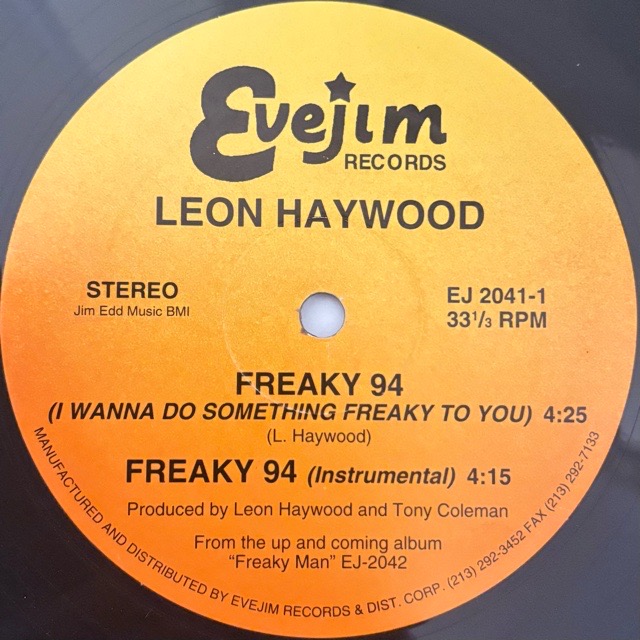 Evejim
RECORDS
LEON HAYWOOD
STEREO
Jim Edd Music BMI
EJ 2041-1
33 1/3 RPM
FREAKY 94
(I WANNA DO SOMETHING FREAKY TO YOU) 4:25
(L. Haywood)
FREAKY 94 (Instrumental) 4:15
Produced by Leon Haywood and Tony Coleman
From the up and coming album
“Freaky Man” EJ-2042
MANUFACTURED AND DISTRIBUTED BY EVEJIM RECORDS & DIST. CORP. (213) 292-3452 FAX (213) 292-7133